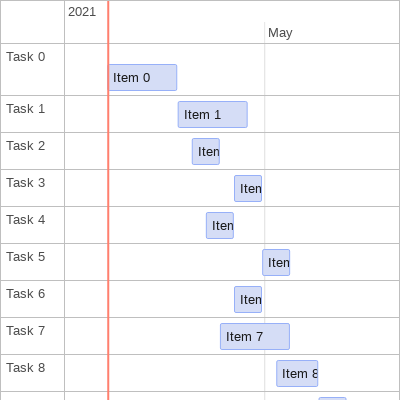 2021
May
Task 0
Item 0
Task 1
Item 1
Task 2
Iten
Task 3
Iten
Task 4
Iten
Task 5
Iten
Task 6
Iten
Task 7
Item 7
Task 8
Item 8